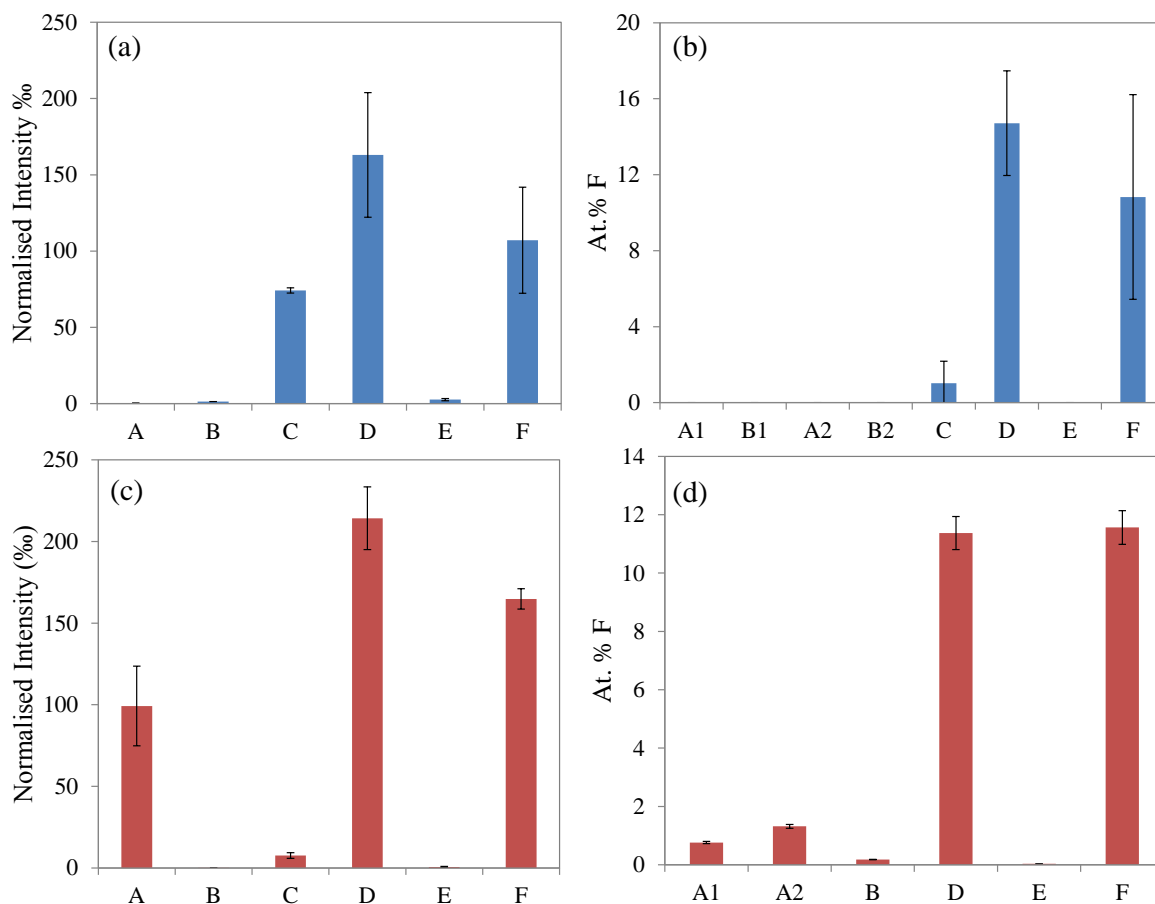 (a)
Normalised Intensity ‰
250
200
150
100
50
0
A B C D E F
(b)
At.% F
20
16
12
8
4
0
A1 B1 A2 B2 C D E F
(c)
Normalised Intensity (‰)
250
200
150
100
50
0
A B C D E F
(d)
At. % F
14
12
10
8
6
4
2
0
A1 A2 B D E F